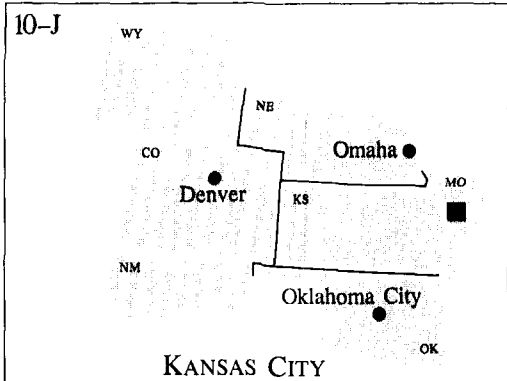 10–J
WY
NE
CO
Omaha
Denver
MO
KS
NM
Oklahoma City
OK
KANSAS CITY